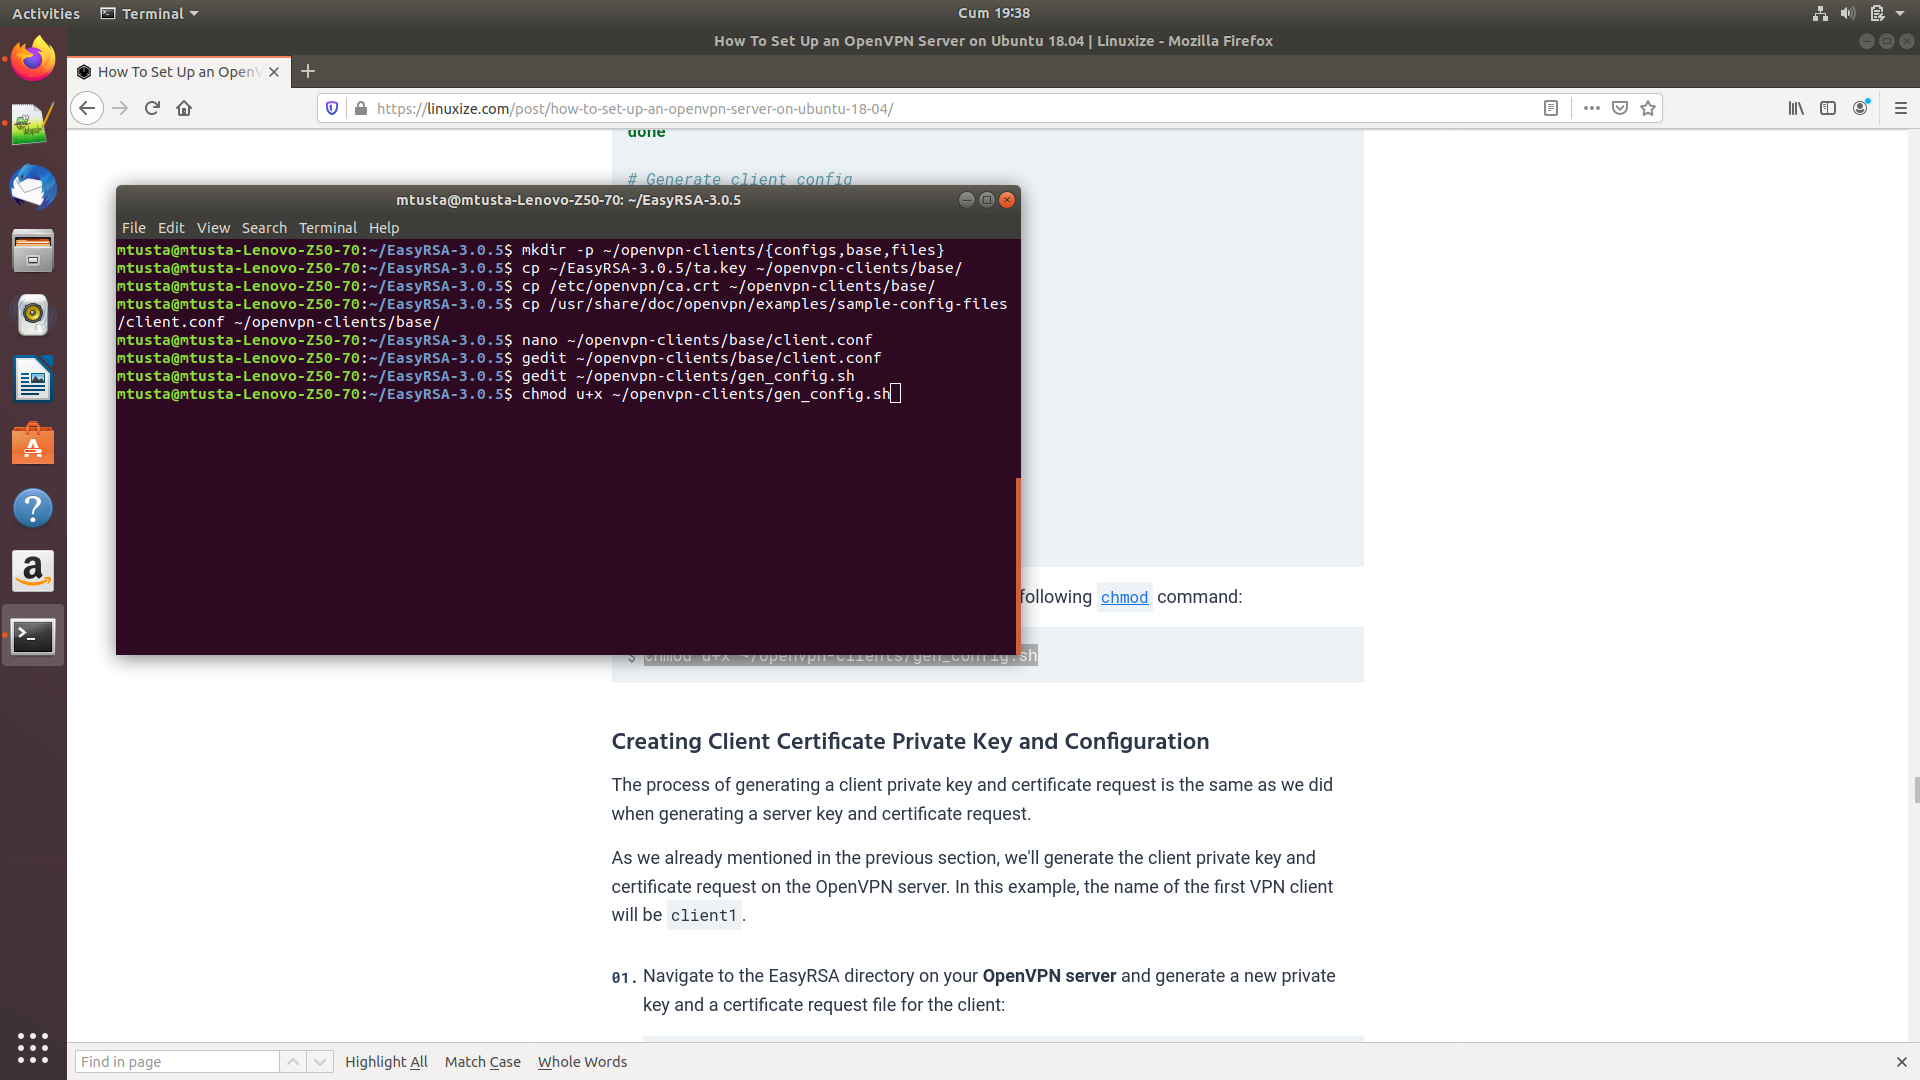 Activities
Terminal
Cum 19:38
How To Set Up an OpenVPN Server on Ubuntu 18.04 | Linuxize - Mozilla Firefox
How To Set Up an OpenV
https://linuxize.com/post/how-to-set-up-an-openvpn-server-on-ubuntu-18-04/
done
# Generate client config
mtusta@mtusta-Lenovo-Z50-70: ~/EasyRSA-3.0.5
File Edit View Search Terminal Help
mtusta@mtusta-Lenovo-Z50-70:~/EasyRSA-3.0.5$ mkdir -p ~/openvpn-clients/{configs,base,files}
mtusta@mtusta-Lenovo-Z50-70:~/EasyRSA-3.0.5$ cp ~/EasyRSA-3.0.5/ta.key ~/openvpn-clients/base/
mtusta@mtusta-Lenovo-Z50-70:~/EasyRSA-3.0.5$ cp /etc/openvpn/ca.crt ~/openvpn-clients/base/
mtusta@mtusta-Lenovo-Z50-70:~/EasyRSA-3.0.5$ cp /usr/share/doc/openvpn/examples/sample-config-files
/client.conf ~/openvpn-clients/base/
mtusta@mtusta-Lenovo-Z50-70:~/EasyRSA-3.0.5$ nano ~/openvpn-clients/base/client.conf
mtusta@mtusta-Lenovo-Z50-70:~/EasyRSA-3.0.5$ gedit ~/openvpn-clients/base/client.conf
mtusta@mtusta-Lenovo-Z50-70:~/EasyRSA-3.0.5$ gedit ~/openvpn-clients/gen_config.sh
mtusta@mtusta-Lenovo-Z50-70:~/EasyRSA-3.0.5$ chmod u+x ~/openvpn-clients/gen_config.sh
following chmod command:
$ chmod u+x ~/openvpn-clients/gen_config.sh
Creating Client Certificate Private Key and Configuration
The process of generating a client private key and certificate request is the same as we did
when generating a server key and certificate request.
As we already mentioned in the previous section, we'll generate the client private key and
certificate request on the OpenVPN server. In this example, the name of the first VPN client
will be client1.
01. Navigate to the EasyRSA directory on your OpenVPN server and generate a new private
key and a certificate request file for the client:
Find in page
Highlight All Match Case Whole Words